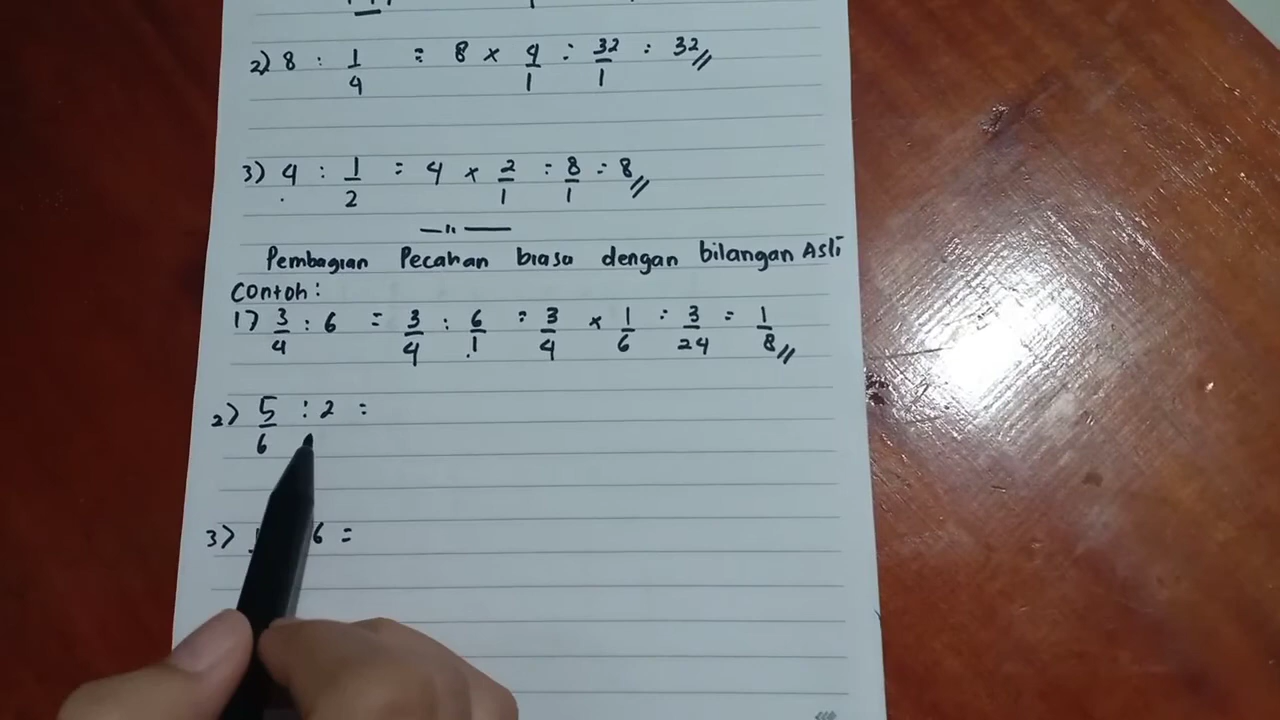 2) 8 : 1/4 = 8 × 4/1 = 32/1 = 32//
3) 4 : 1/2 = 4 × 2/1 = 8/1 = 8//
Pembagian Pecahan biasa dengan bilangan Asli
Contoh:
1) 3/4 : 6 = 3/4 : 6/1 = 3/4 × 1/6 = 3/24 = 1/8//
2) 5/6 : 2 =
3) 6 =